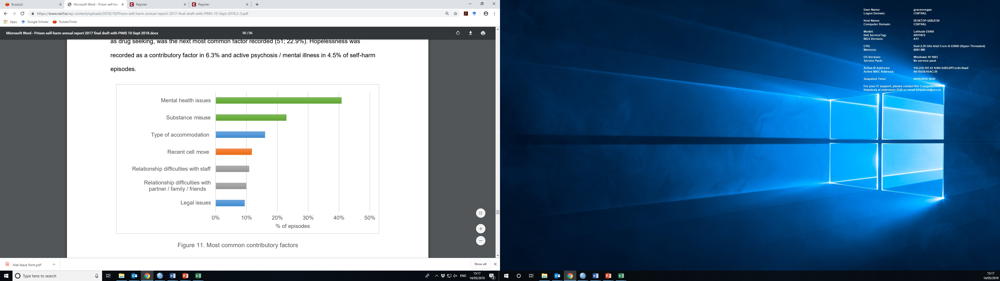 Buzzzzz!
Microsoft Word - Prison self-har
Register
Register
https://www.nsrf.ie/wp-content/uploads/2018/10/Prison-self-harm-annual-report-2017-final-draft-with-PIMS-10-Sept-2018.2-3.pdf
Apps
Google Scholar
TomatoTimer
Microsoft Word - Prison self-harm annual report 2017 final draft with PIMS 10 Sept 2018.docx
30 / 36
as drug seeking, was the next most common factor recorded (51; 22.9%). Hopelessness was
recorded as a contributory factor in 6.3% and active psychosis / mental illness in 4.5% of self-harm
episodes.
Mental health issues
Substance misuse
Type of accommodation
Recent cell move
Relationship difficulties with staff
Relationship difficulties with
partner / family / friends
Legal issues
0% 10% 20% 30% 40% 50%
% of episodes
Figure 11. Most common contributory factors
Mat leave form.pdf
Show all
Type here to search
ENG
15:17
14/05/2019
2
User Name: graceoregan
Logon Domain: CENTRAL
Host Name: DESKTOP-Q5BJESH
Computer Domain: CENTRAL
Model: Latitude E5450
Dell ServiceTag: H6YFN72
BIOS Version: A11
CPU: Dual 2.30 GHz Intel Core i5-5300U (Hyper-Threaded)
Memory: 8081 MB
OS Version: Windows 10 1803
Service Pack: No service pack
Active IP Address: 143.239.107.43 fe80::3d25:2ff7:cc6c:9aad
Active MAC Address: 84:7B:EB:16:4C:39
Snapshot Time: 08/05/2019 10:41
For your IT support, please contact the Computer
Helpdesk at extension 2120 or email helpdesk@ucc.ie.
15:17
14/05/2019